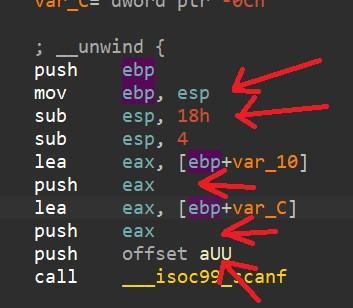 var_C= dword ptr -0Ch
; __unwind {
push ebp
mov ebp, esp
sub esp, 18h
sub esp, 4
lea eax, [ebp+var_10]
push eax
lea eax, [ebp+var_C]
push eax
push offset aUU
call ___isoc99_scanf